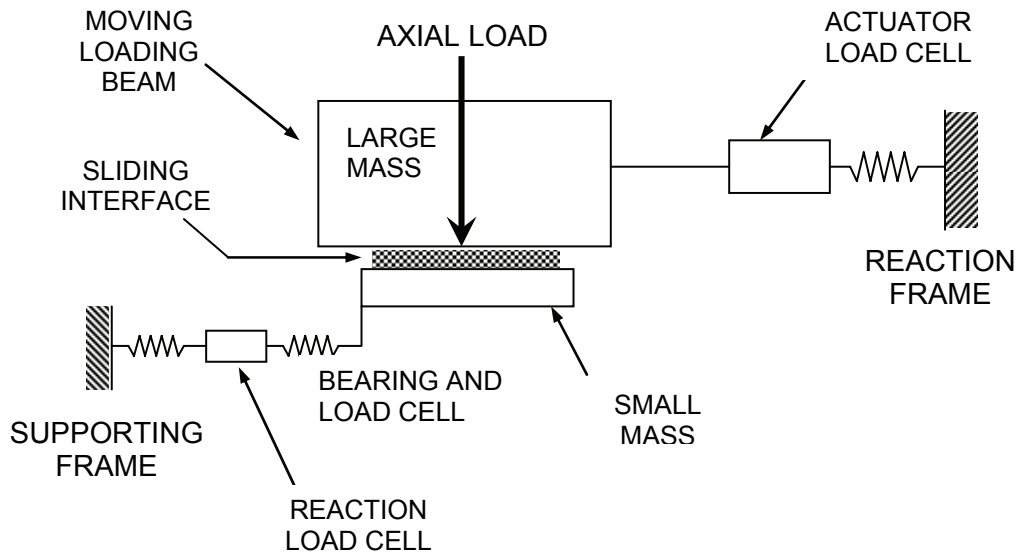 MOVING
LOADING
BEAM
AXIAL LOAD
ACTUATOR
LOAD CELL
LARGE
MASS
SLIDING
INTERFACE
REACTION
FRAME
BEARING AND
LOAD CELL
SMALL
MASS
SUPPORTING
FRAME
REACTION
LOAD CELL